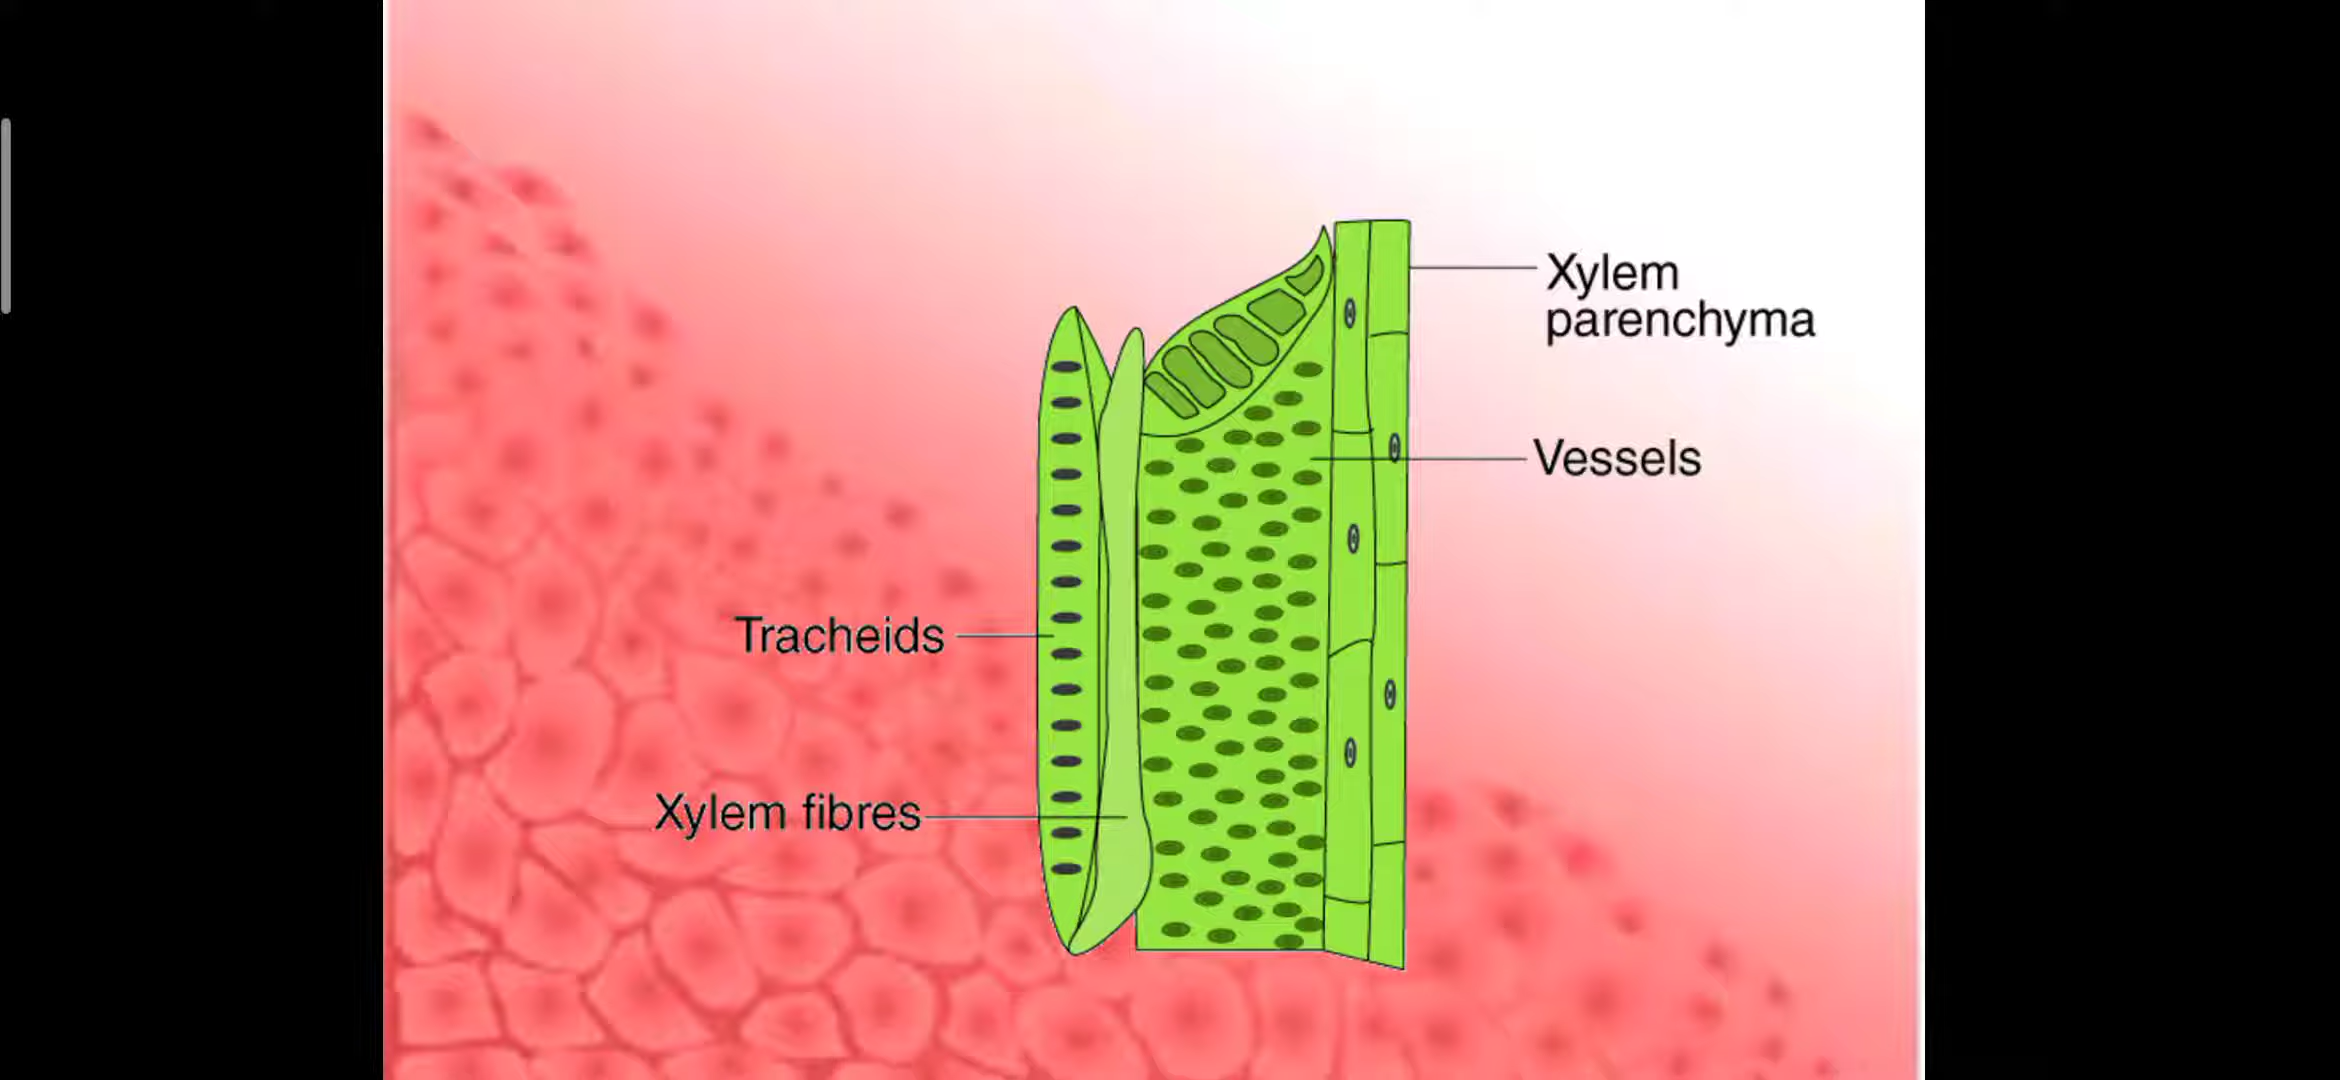 Xylem
parenchyma
Vessels
Tracheids
Xylem fibres